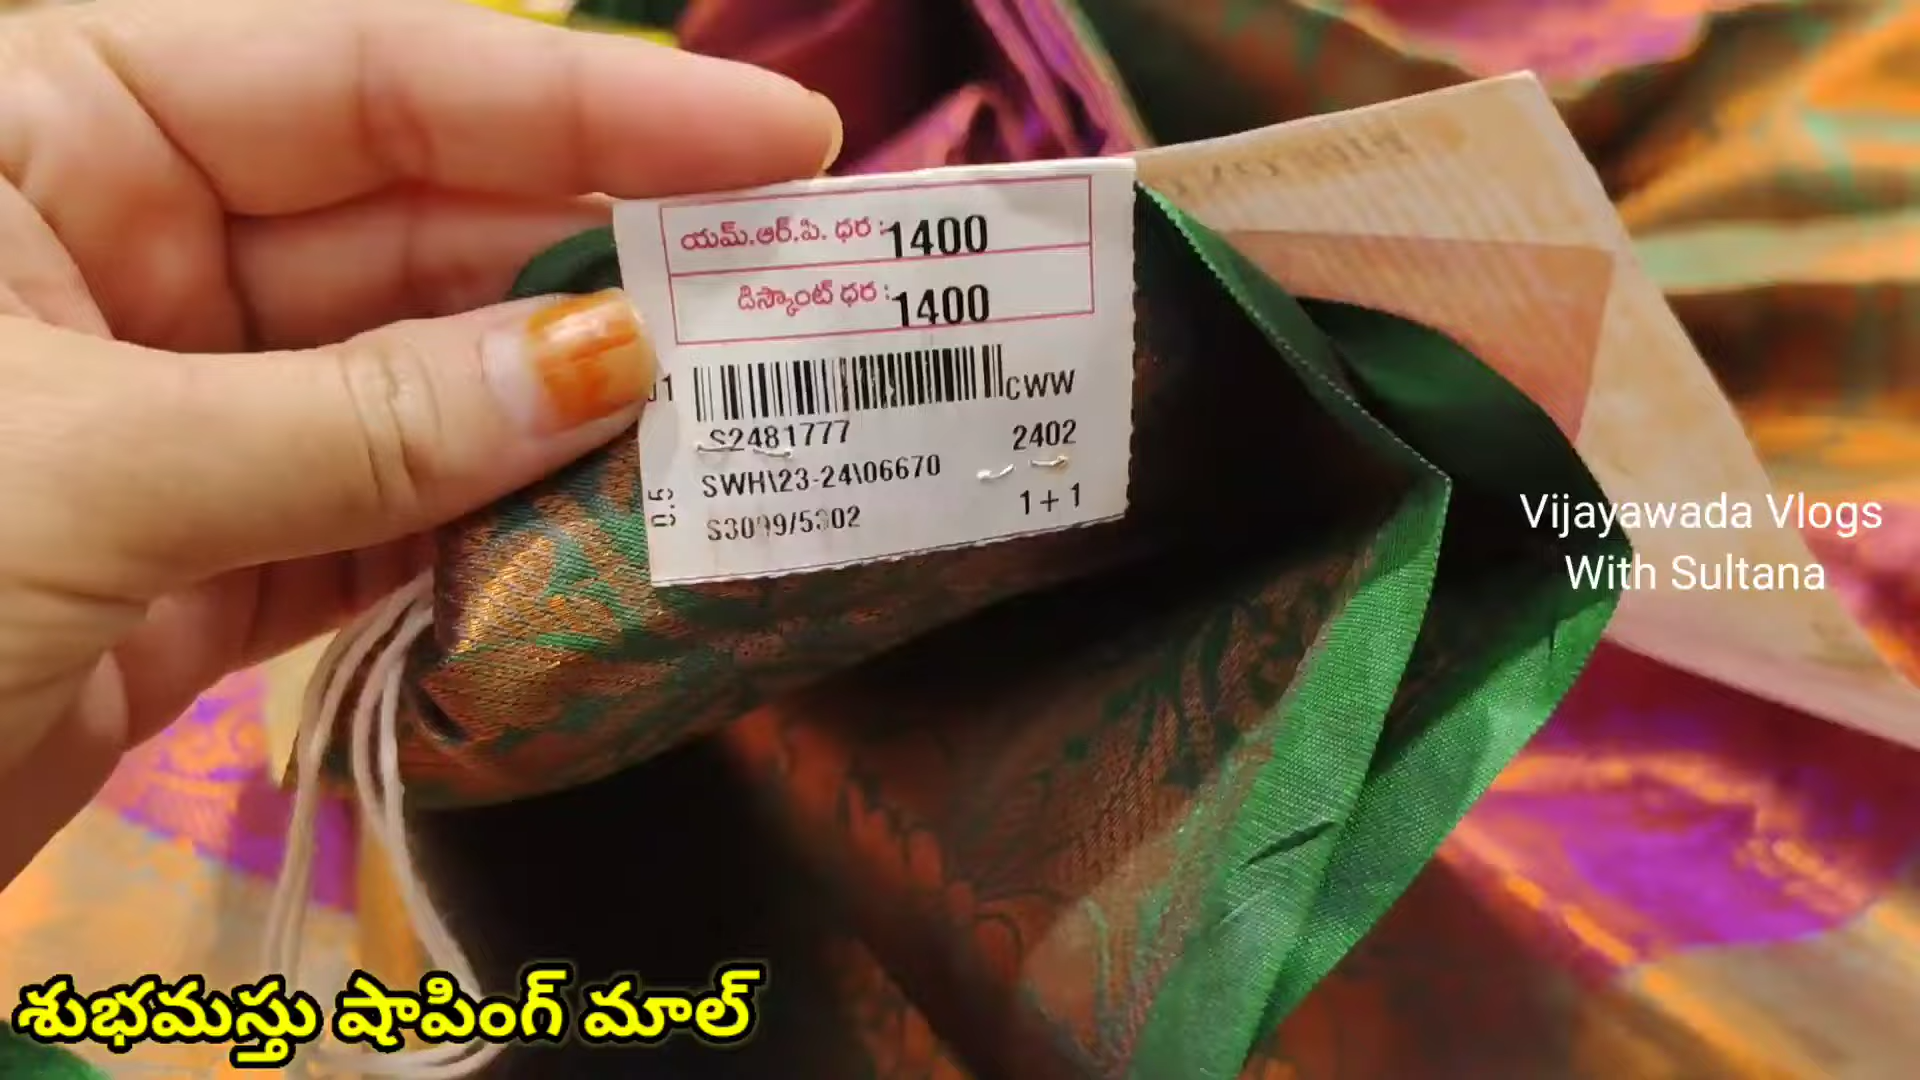 యమ్.ఆర్.పి. ధర : 1400
డిస్కౌంట్ ధర : 1400
CWW
S2481777
2402
SWH\23-24\06670
1+1
0.5
Vijayawada Vlogs
With Sultana
శుభమస్తు షాపింగ్ మాల్